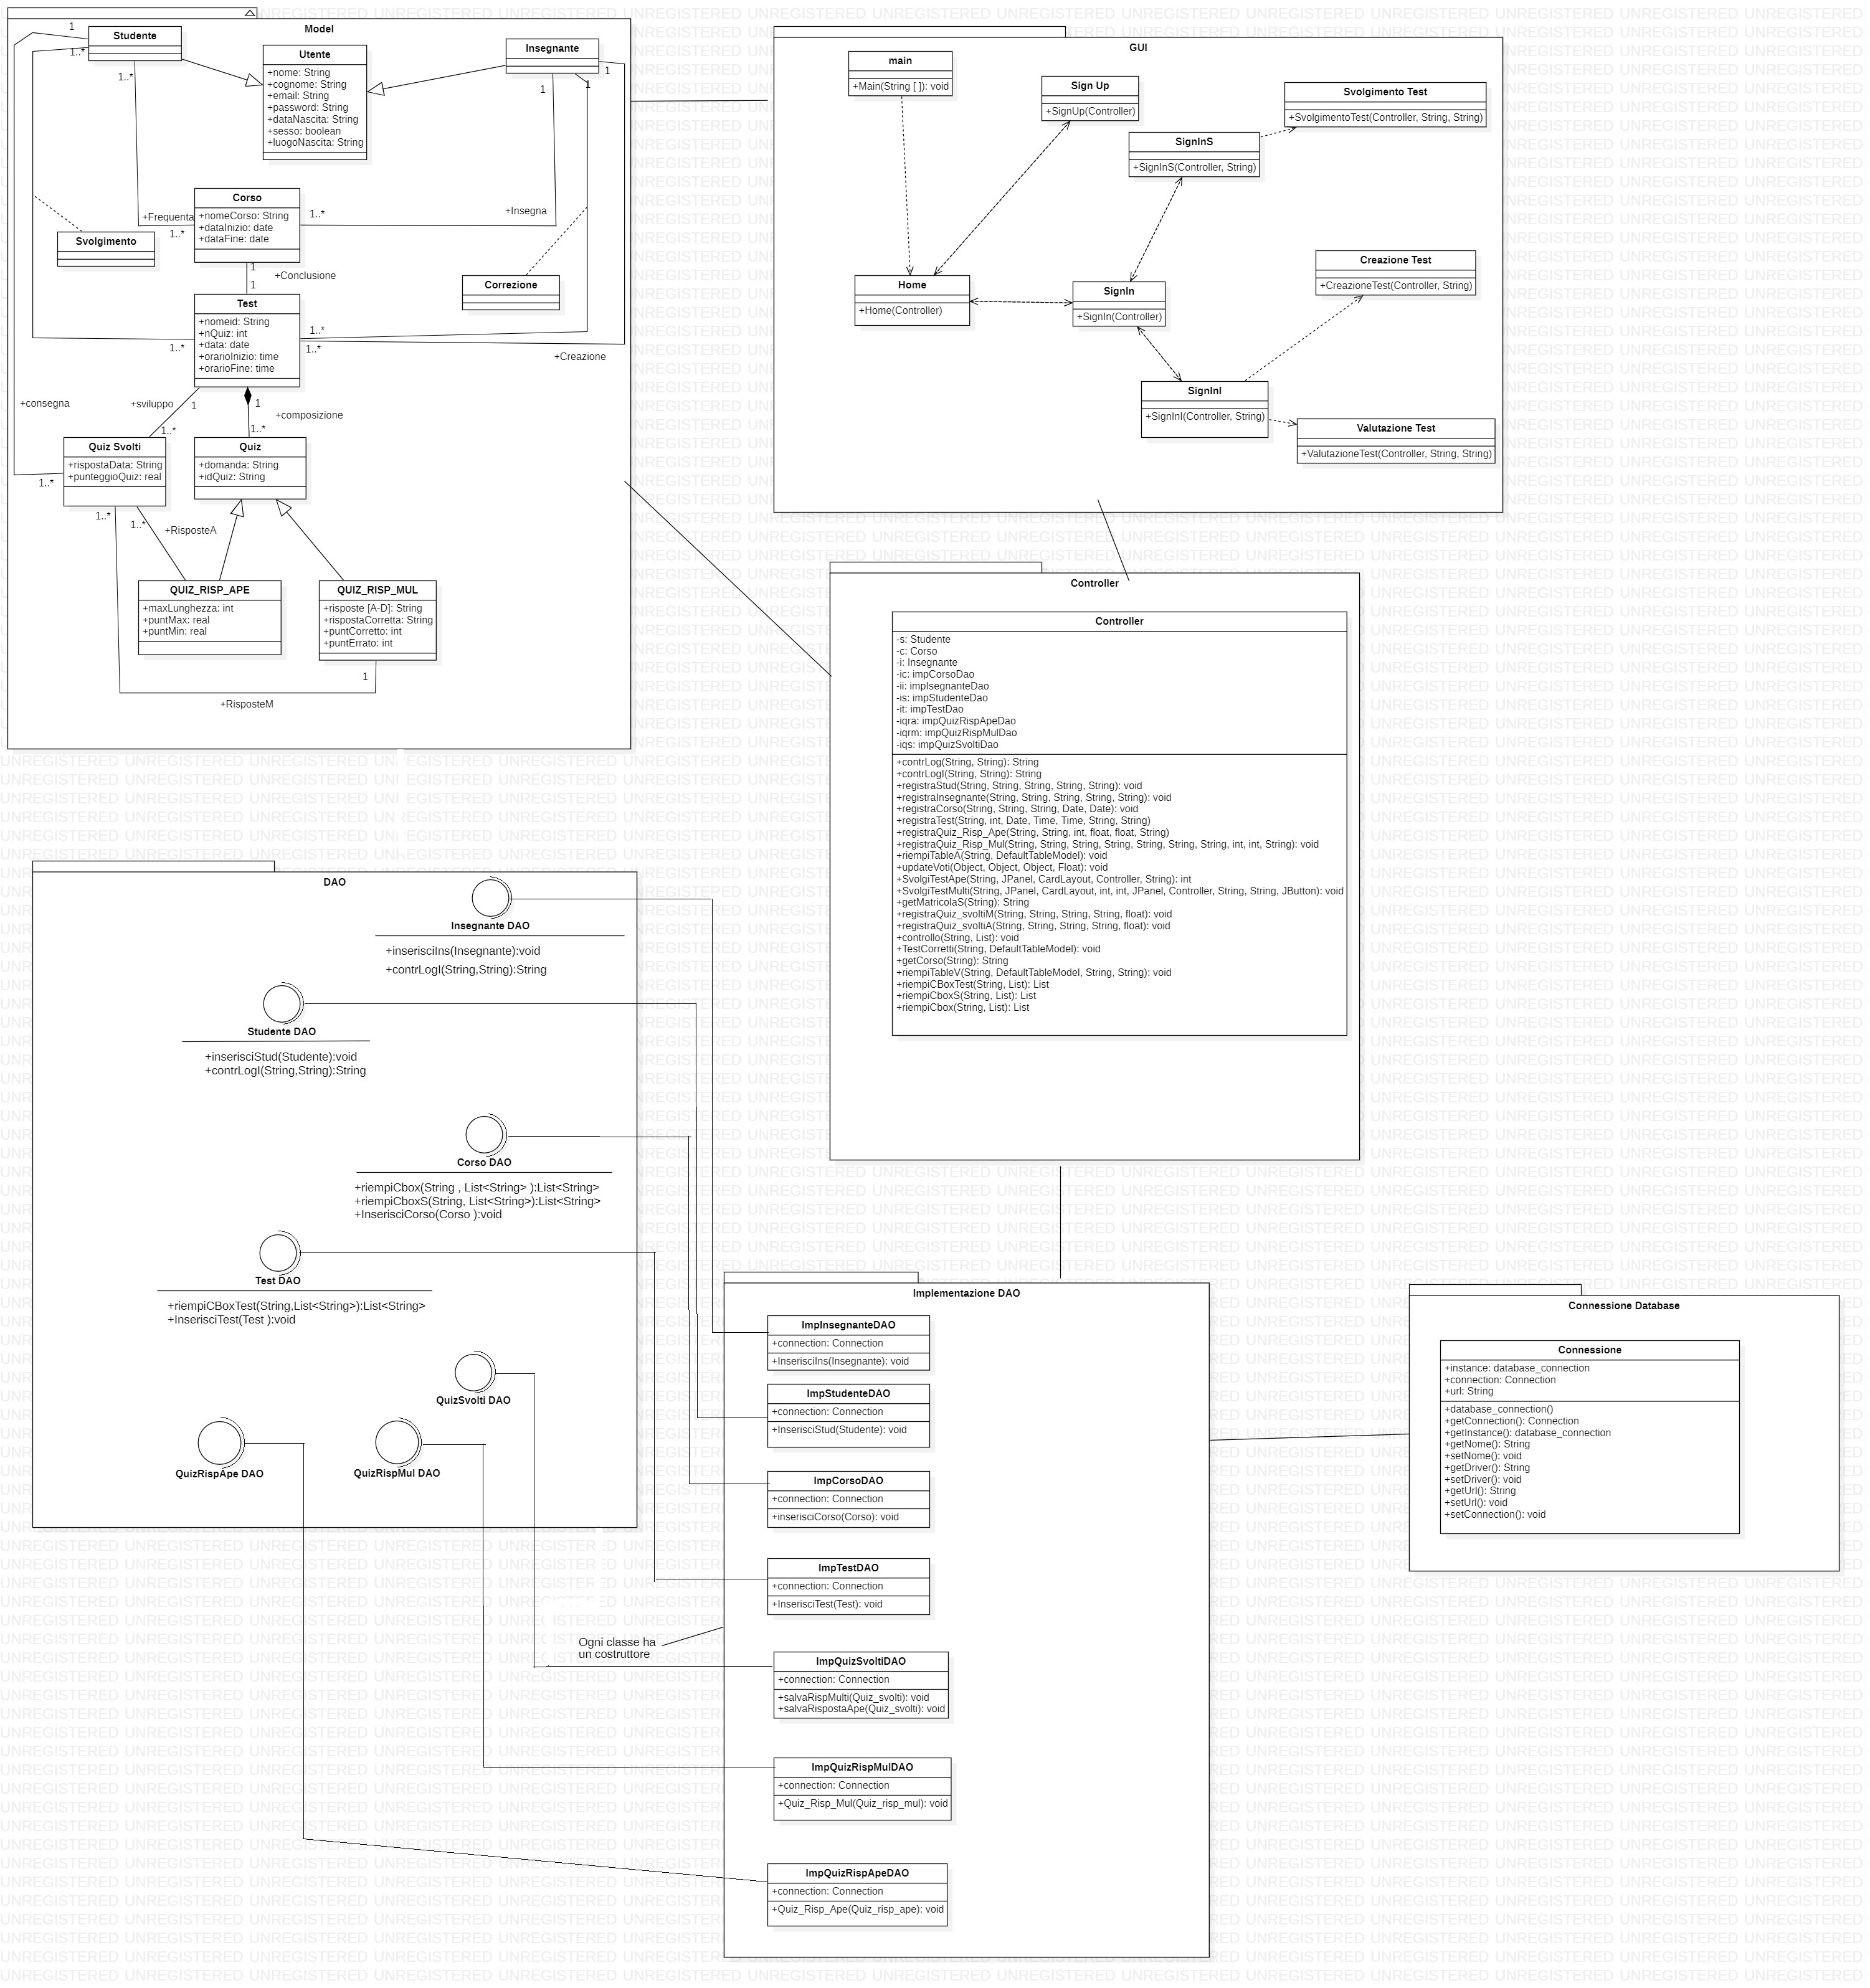 Model
Studente
Utente
+nome: String
+cognome: String
+email: String
+password: String
+dataNascita: String
+sesso: boolean
+luogoNascita: String
Insegnante
1
1..*
1..*
1
1
1
Corso
+nomeCorso: String
+dataInizio: date
+dataFine: date
+Frequenta
1..*
1..*
+Insegna
Svolgimento
1
+Conclusione
1
Correzione
Test
+nomeid: String
+nQuiz: int
+data: date
+orarioInizio: time
+orarioFine: time
1..*
1..*
1..*
+Creazione
+consegna
+sviluppo
1
1
+composizione
1..*
1..*
Quiz Svolti
+rispostaData: String
+punteggioQuiz: real
Quiz
+domanda: String
+idQuiz: String
1..*
1..*
1..*
+RisposteA
QUIZ_RISP_APE
+maxLunghezza: int
+puntMax: real
+puntMin: real
QUIZ_RISP_MUL
+risposte [A-D]: String
+rispostaCorretta: String
+puntCorretto: int
+puntErrato: int
1
+RisposteM
GUI
main
+Main(String [ ]): void
Sign Up
+SignUp(Controller)
Svolgimento Test
+SvolgimentoTest(Controller, String, String)
SignInS
+SignInS(Controller, String)
Home
+Home(Controller)
SignIn
+SignIn(Controller)
Creazione Test
+CreazioneTest(Controller, String)
SignInI
+SignInI(Controller, String)
Valutazione Test
+ValutazioneTest(Controller, String, String)
Controller
Controller
-s: Studente
-c: Corso
-i: Insegnante
-ic: impCorsoDao
-ii: impIsegnanteDao
-is: impStudenteDao
-it: impTestDao
-iqra: impQuizRispApeDao
-iqrm: impQuizRispMulDao
-iqs: impQuizSvoltiDao
+contrLog(String, String): String
+contrLogI(String, String): String
+registraStud(String, String, String, String, String): void
+registraInsegnante(String, String, String, String, String): void
+registraCorso(String, String, String, Date, Date): void
+registraTest(String, int, Date, Time, Time, String, String)
+registraQuiz_Risp_Ape(String, String, int, float, float, String)
+registraQuiz_Risp_Mul(String, String, String, String, String, String, String, int, int, String): void
+riempiTableA(String, DefaultTableModel): void
+updateVoti(Object, Object, Object, Float): void
+SvolgiTestApe(String, JPanel, CardLayout, Controller, String): int
+SvolgiTestMulti(String, JPanel, CardLayout, int, int, JPanel, Controller, String, String, JButton): void
+getMatricolaS(String): String
+registraQuiz_svoltiM(String, String, String, String, float): void
+registraQuiz_svoltiA(String, String, String, String, float): void
+controllo(String, List): void
+TestCorretti(String, DefaultTableModel): void
+getCorso(String): String
+riempiTableV(String, DefaultTableModel, String, String): void
+riempiCBoxTest(String, List): List
+riempiCboxS(String, List): List
+riempiCbox(String, List): List
DAO
Insegnante DAO
+inserisciIns(Insegnante):void
+contrLogI(String,String):String
Studente DAO
+inserisciStud(Studente):void
+contrLogI(String,String):String
Corso DAO
+riempiCbox(String , List<String> ):List<String>
+riempiCboxS(String, List<String>):List<String>
+InserisciCorso(Corso ):void
Test DAO
+riempiCBoxTest(String,List<String>):List<String>
+InserisciTest(Test ):void
QuizSvolti DAO
QuizRispApe DAO
QuizRispMul DAO
Ogni classe ha
un costruttore
Implementazione DAO
ImpInsegnanteDAO
+connection: Connection
+InserisciIns(Insegnante): void
ImpStudenteDAO
+connection: Connection
+InserisciStud(Studente): void
ImpCorsoDAO
+connection: Connection
+inserisciCorso(Corso): void
ImpTestDAO
+connection: Connection
+InserisciTest(Test): void
ImpQuizSvoltiDAO
+connection: Connection
+salvaRispMulti(Quiz_svolti): void
+salvaRispostaApe(Quiz_svolti): void
ImpQuizRispMulDAO
+connection: Connection
+Quiz_Risp_Mul(Quiz_risp_mul): void
ImpQuizRispApeDAO
+connection: Connection
+Quiz_Risp_Ape(Quiz_risp_ape): void
Connessione Database
Connessione
+instance: database_connection
+connection: Connection
+url: String
+database_connection()
+getConnection(): Connection
+getInstance(): database_connection
+getNome(): String
+setNome(): void
+getDriver(): String
+setDriver(): void
+getUrl(): String
+setUrl(): void
+setConnection(): void
UNREGISTERED